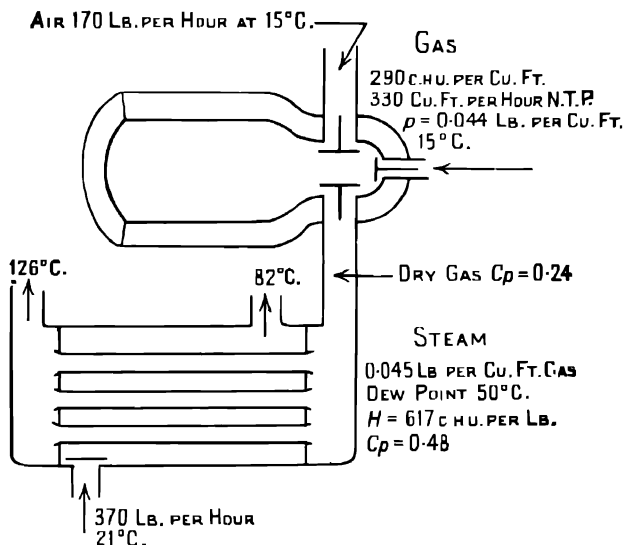 AIR 170 LB. PER HOUR AT 15°C.
GAS
290 C.H.U. PER CU. FT.
330 CU. FT. PER HOUR N.T.P.
p = 0·044 LB. PER CU. FT.
15°C.
126°C.
82°C.
DRY GAS Cp = 0·24
STEAM
0·045 LB PER CU. FT. GAS
DEW POINT 50°C.
H = 617 C H U. PER LB.
Cp = 0·48
370 LB. PER HOUR
21°C.